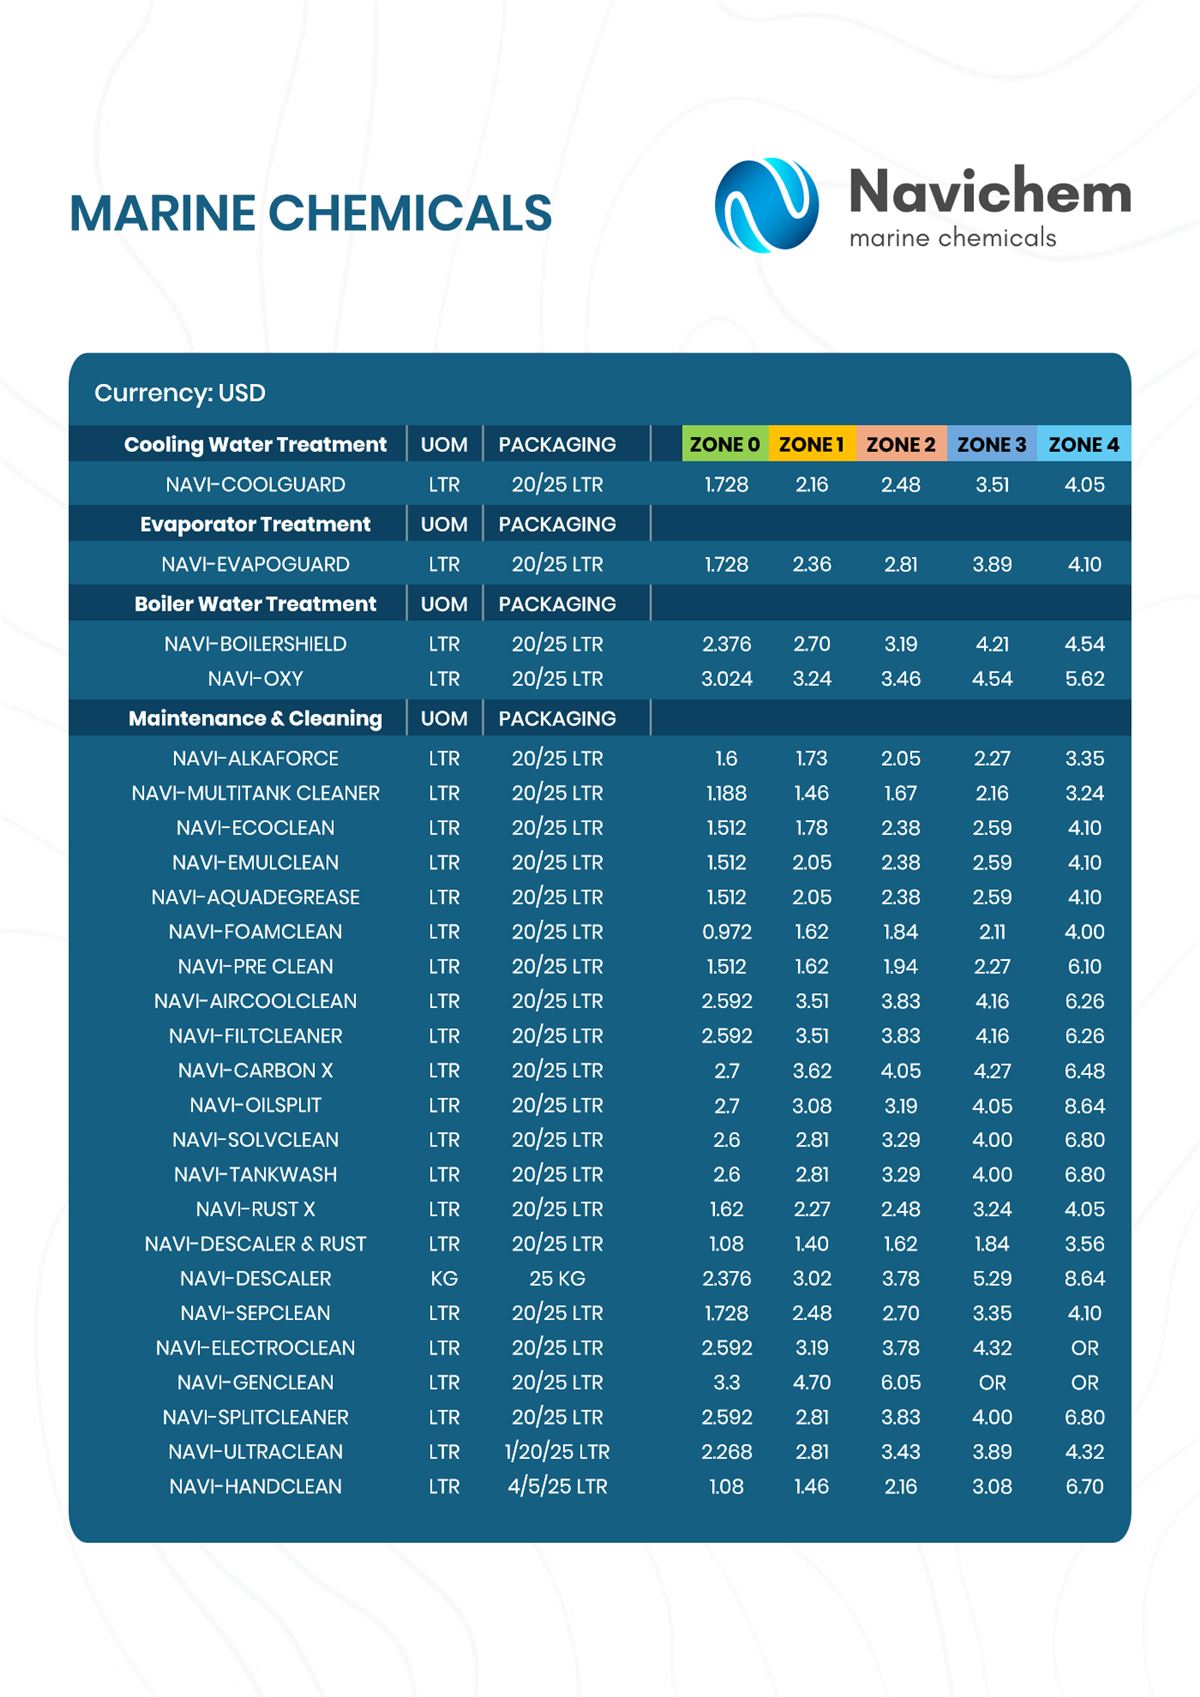 MARINE CHEMICALS
Navichem
marine chemicals
Currency: USD
Cooling Water Treatment UOM PACKAGING ZONE 0 ZONE 1 ZONE 2 ZONE 3 ZONE 4
NAVI-COOLGUARD LTR 20/25 LTR 1.728 2.16 2.48 3.51 4.05
Evaporator Treatment UOM PACKAGING
NAVI-EVAPOGUARD LTR 20/25 LTR 1.728 2.36 2.81 3.89 4.10
Boiler Water Treatment UOM PACKAGING
NAVI-BOILERSHIELD LTR 20/25 LTR 2.376 2.70 3.19 4.21 4.54
NAVI-OXY LTR 20/25 LTR 3.024 3.24 3.46 4.54 5.62
Maintenance & Cleaning UOM PACKAGING
NAVI-ALKAFORCE LTR 20/25 LTR 1.6 1.73 2.05 2.27 3.35
NAVI-MULTITANK CLEANER LTR 20/25 LTR 1.188 1.46 1.67 2.16 3.24
NAVI-ECOCLEAN LTR 20/25 LTR 1.512 1.78 2.38 2.59 4.10
NAVI-EMULCLEAN LTR 20/25 LTR 1.512 2.05 2.38 2.59 4.10
NAVI-AQUADEGREASE LTR 20/25 LTR 1.512 2.05 2.38 2.59 4.10
NAVI-FOAMCLEAN LTR 20/25 LTR 0.972 1.62 1.84 2.11 4.00
NAVI-PRE CLEAN LTR 20/25 LTR 1.512 1.62 1.94 2.27 6.10
NAVI-AIRCOOLCLEAN LTR 20/25 LTR 2.592 3.51 3.83 4.16 6.26
NAVI-FILTCLEANER LTR 20/25 LTR 2.592 3.51 3.83 4.16 6.26
NAVI-CARBON X LTR 20/25 LTR 2.7 3.62 4.05 4.27 6.48
NAVI-OILSPLIT LTR 20/25 LTR 2.7 3.08 3.19 4.05 8.64
NAVI-SOLVCLEAN LTR 20/25 LTR 2.6 2.81 3.29 4.00 6.80
NAVI-TANKWASH LTR 20/25 LTR 2.6 2.81 3.29 4.00 6.80
NAVI-RUST X LTR 20/25 LTR 1.62 2.27 2.48 3.24 4.05
NAVI-DESCALER & RUST LTR 20/25 LTR 1.08 1.40 1.62 1.84 3.56
NAVI-DESCALER KG 25 KG 2.376 3.02 3.78 5.29 8.64
NAVI-SEPCLEAN LTR 20/25 LTR 1.728 2.48 2.70 3.35 4.10
NAVI-ELECTROCLEAN LTR 20/25 LTR 2.592 3.19 3.78 4.32 OR
NAVI-GENCLEAN LTR 20/25 LTR 3.3 4.70 6.05 OR OR
NAVI-SPLITCLEANER LTR 20/25 LTR 2.592 2.81 3.83 4.00 6.80
NAVI-ULTRACLEAN LTR 1/20/25 LTR 2.268 2.81 3.43 3.89 4.32
NAVI-HANDCLEAN LTR 4/5/25 LTR 1.08 1.46 2.16 3.08 6.70